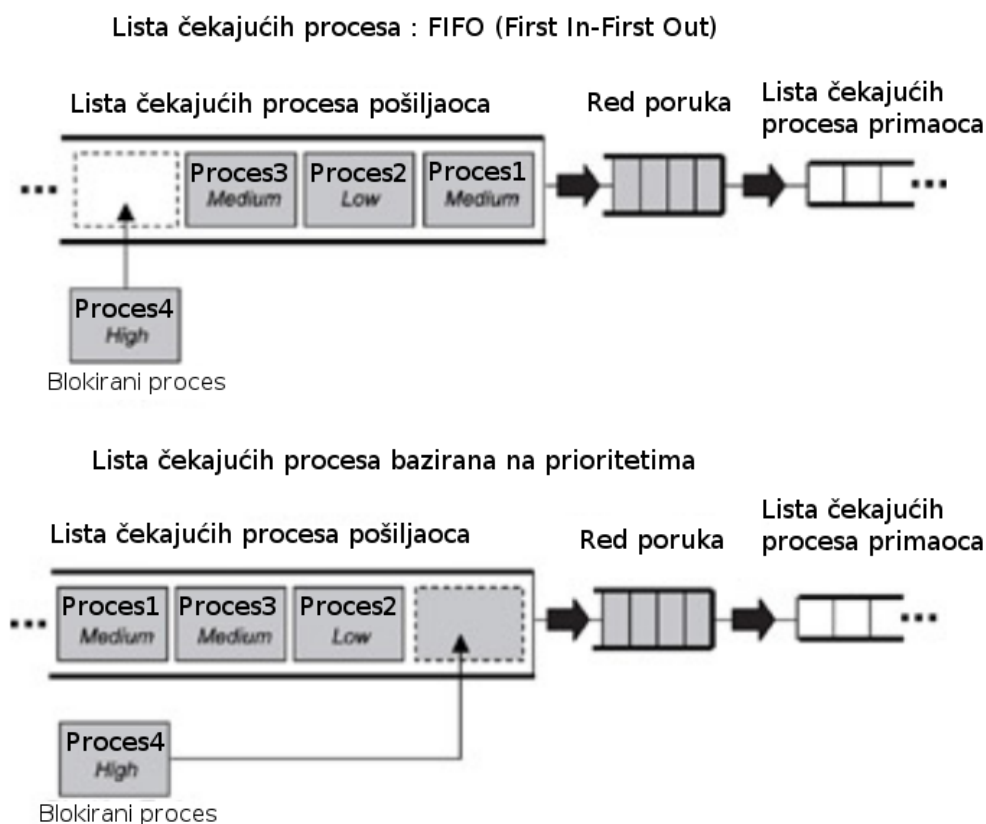 Lista čekajućih procesa : FIFO (First In-First Out)
Lista čekajućih procesa pošiljaoca
Red poruka
Lista čekajućih
procesa primaoca
Proces3
Medium
Proces2
Low
Proces1
Medium
Proces4
High
Blokirani proces
Lista čekajućih procesa bazirana na prioritetima
Lista čekajućih procesa pošiljaoca
Red poruka
Lista čekajućih
procesa primaoca
Proces1
Medium
Proces3
Medium
Proces2
Low
Proces4
High
Blokirani proces